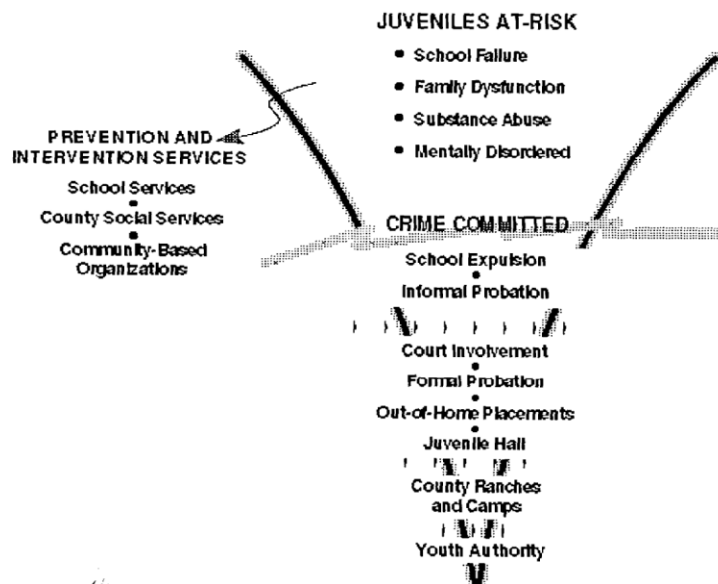 JUVENILES AT-RISK
• School Failure
• Family Dysfunction
• Substance Abuse
• Mentally Disordered
PREVENTION AND
INTERVENTION SERVICES
School Services
•
County Social Services
•
Community-Based
Organizations
CRIME COMMITTED
School Expulsion
•
Informal Probation
Court Involvement
•
Formal Probation
•
Out-of-Home Placements
•
Juvenile Hall
County Ranches
and Camps
Youth Authority